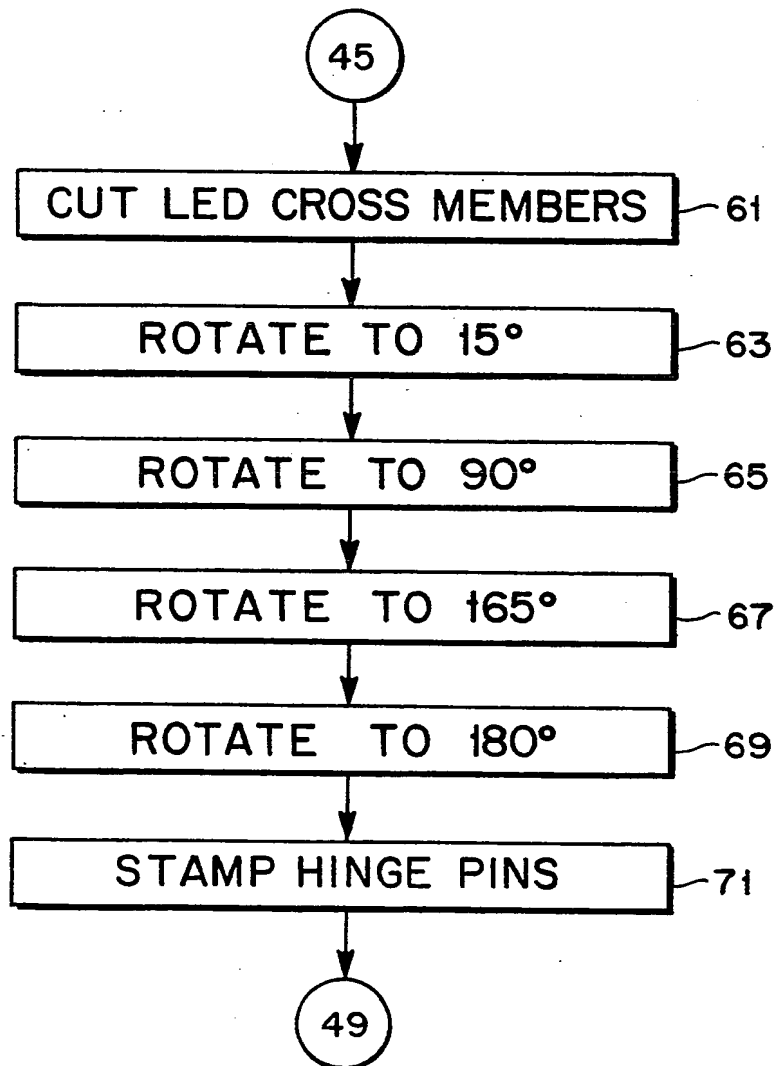 45
CUT LED CROSS MEMBERS 61
ROTATE TO 15° 63
ROTATE TO 90° 65
ROTATE TO 165° 67
ROTATE TO 180° 69
STAMP HINGE PINS 71
49